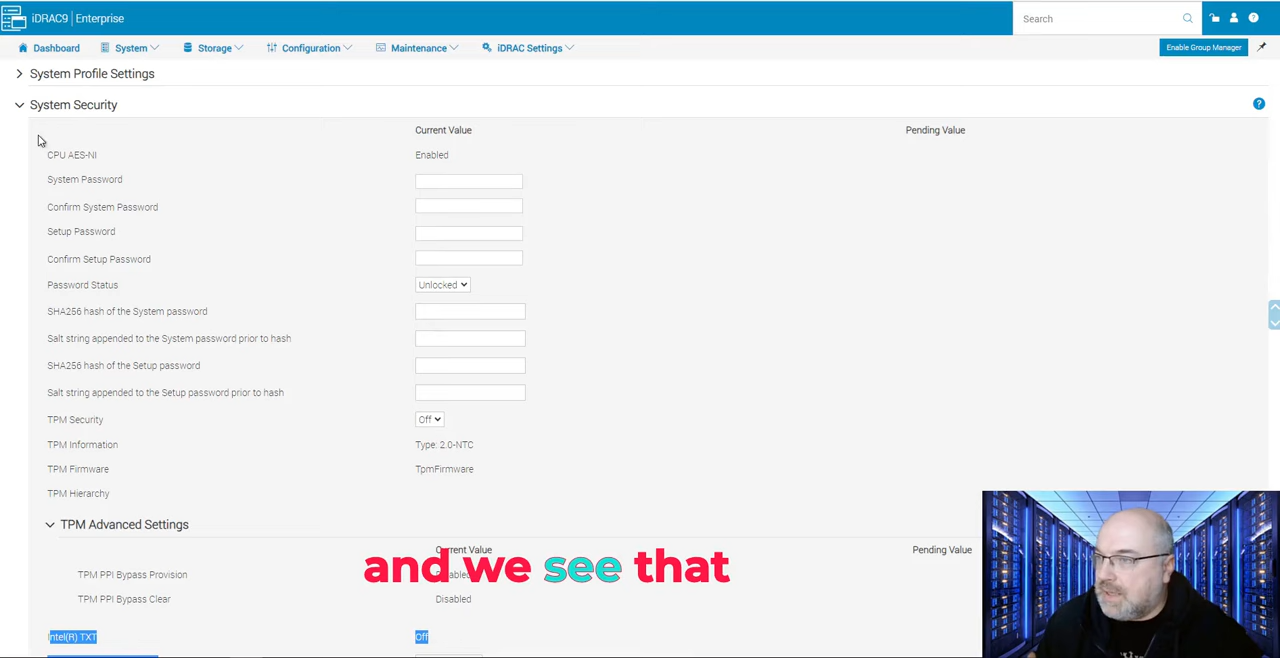 iDRAC9 | Enterprise
Search
Dashboard System Storage Configuration Maintenance iDRAC Settings Enable Group Manager
System Profile Settings
System Security
Current Value Pending Value
CPU AES-NI Enabled
System Password
Confirm System Password
Setup Password
Confirm Setup Password
Password Status Unlocked
SHA256 hash of the System password
Salt string appended to the System password prior to hash
SHA256 hash of the Setup password
Salt string appended to the Setup password prior to hash
TPM Security Off
TPM Information Type: 2.0-NTC
TPM Firmware TpmFirmware
TPM Hierarchy
TPM Advanced Settings
Current Value Pending Value
and we see that
TPM PPI Bypass Provision
TPM PPI Bypass Clear Disabled
Intel(R) TXT Off